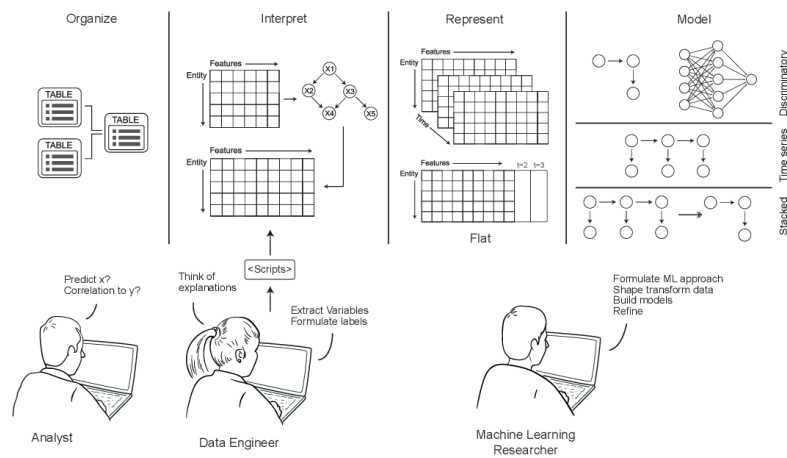 Organize
Interpret
Represent
Model
TABLE
TABLE
TABLE
Features
Entity
X1
X2
X3
X4
X5
Features
Entity
<Scripts>
Features
Entity
Time
Features
t=2
t=3
Entity
Flat
Discriminatory
Time series
Stacked
Predict x?
Correlation to y?
Think of
explanations
Extract Variables
Formulate labels
Formulate ML approach
Shape transform data
Build models
Refine
Analyst
Data Engineer
Machine Learning
Researcher